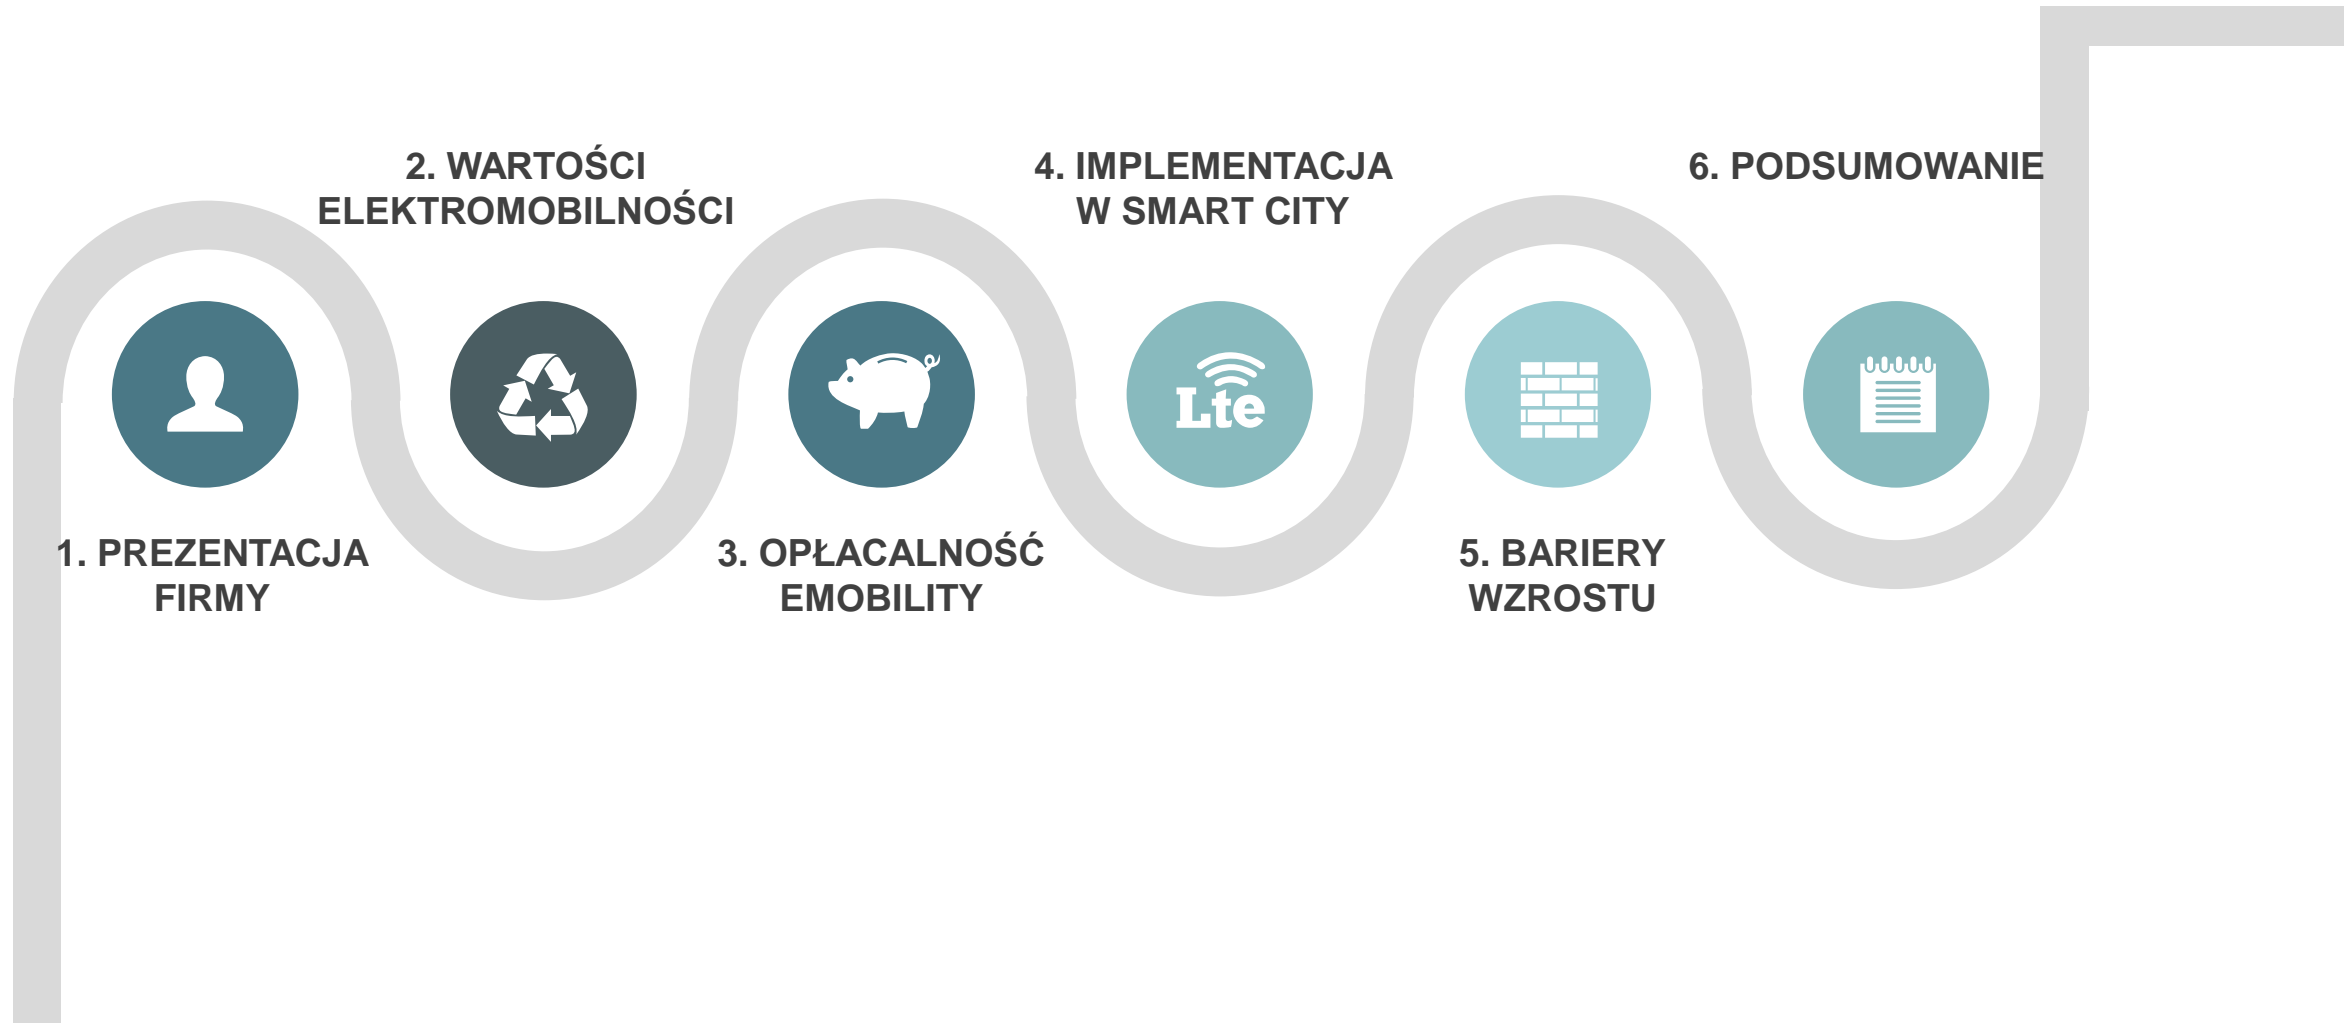 1. PREZENTACJA
FIRMY
2. WARTOŚCI
ELEKTROMOBILNOŚCI
3. OPŁACALNOŚĆ
EMOBILITY
4. IMPLEMENTACJA
W SMART CITY
Lte
5. BARIERY
WZROSTU
6. PODSUMOWANIE